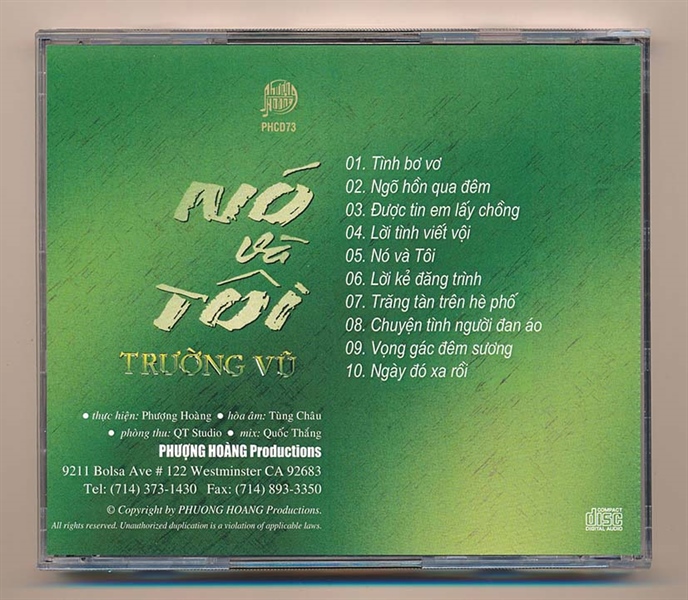 PHCD73
NÓ
và
TÔI
TRƯỜNG VŨ
01. Tình bơ vơ
02. Ngõ hồn qua đêm
03. Được tin em lấy chồng
04. Lời tình viết vội
05. Nó và Tôi
06. Lời kẻ đăng trình
07. Trăng tàn trên hè phố
08. Chuyện tình người đan áo
09. Vọng gác đêm sương
10. Ngày đó xa rồi
• thực hiện: Phượng Hoàng • hòa âm: Tùng Châu
• phòng thu: QT Studio • mix: Quốc Thắng
PHƯỢNG HOÀNG Productions
9211 Bolsa Ave # 122 Westminster CA 92683
Tel: (714) 373-1430 Fax: (714) 893-3350
© Copyright by PHUONG HOANG Productions.
All rights reserved. Unauthorized duplication is a violation of applicable laws.
COMPACT
disc
DIGITAL AUDIO